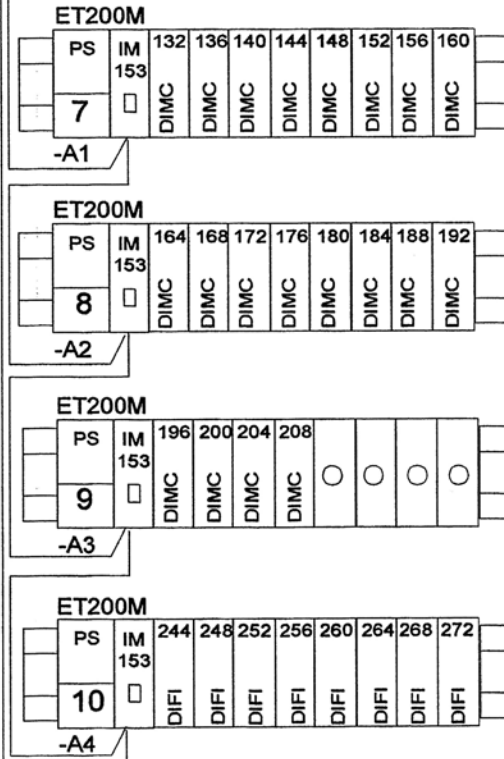 ET200M
PS IM 132 136 140 144 148 152 156 160
153
7 DIMC DIMC DIMC DIMC DIMC DIMC DIMC DIMC
-A1
ET200M
PS IM 164 168 172 176 180 184 188 192
153
8 DIMC DIMC DIMC DIMC DIMC DIMC DIMC DIMC
-A2
ET200M
PS IM 196 200 204 208
153
9 DIMC DIMC DIMC DIMC
-A3
ET200M
PS IM 244 248 252 256 260 264 268 272
153
10 DIFI DIFI DIFI DIFI DIFI DIFI DIFI DIFI
-A4